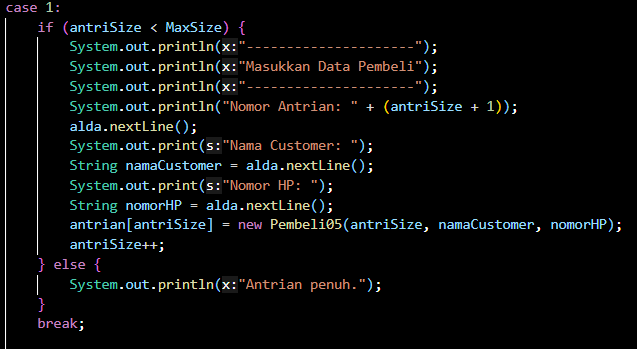 case 1:
if (antriSize < MaxSize) {
System.out.println(x:"---------------------");
System.out.println(x:"Masukkan Data Pembeli");
System.out.println(x:"---------------------");
System.out.println("Nomor Antrian: " + (antriSize + 1));
alda.nextLine();
System.out.print(s:"Nama Customer: ");
String namaCustomer = alda.nextLine();
System.out.print(s:"Nomor HP: ");
String nomorHP = alda.nextLine();
antrian[antriSize] = new Pembeli05(antriSize, namaCustomer, nomorHP);
antriSize++;
} else {
System.out.println(x:"Antrian penuh.");
}
break;